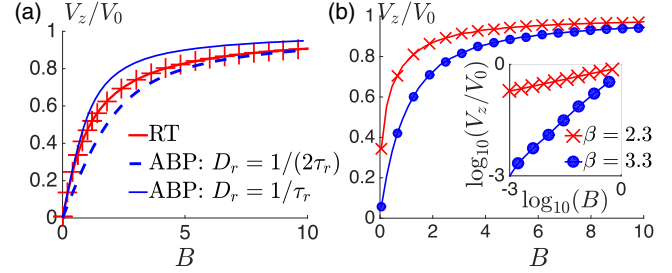 (a) V_z/V_0
1
0.8
0.6
0.4
0.2
0
0 5 10
B
RT
ABP: D_r = 1/(2τ_r)
ABP: D_r = 1/τ_r
(b) V_z/V_0
1
0.8
0.6
0.4
0.2
0
0 2 4 6 8 10
B
0
-3
-3 0
log_10(V_z/V_0)
log_10(B)
β = 2.3
β = 3.3